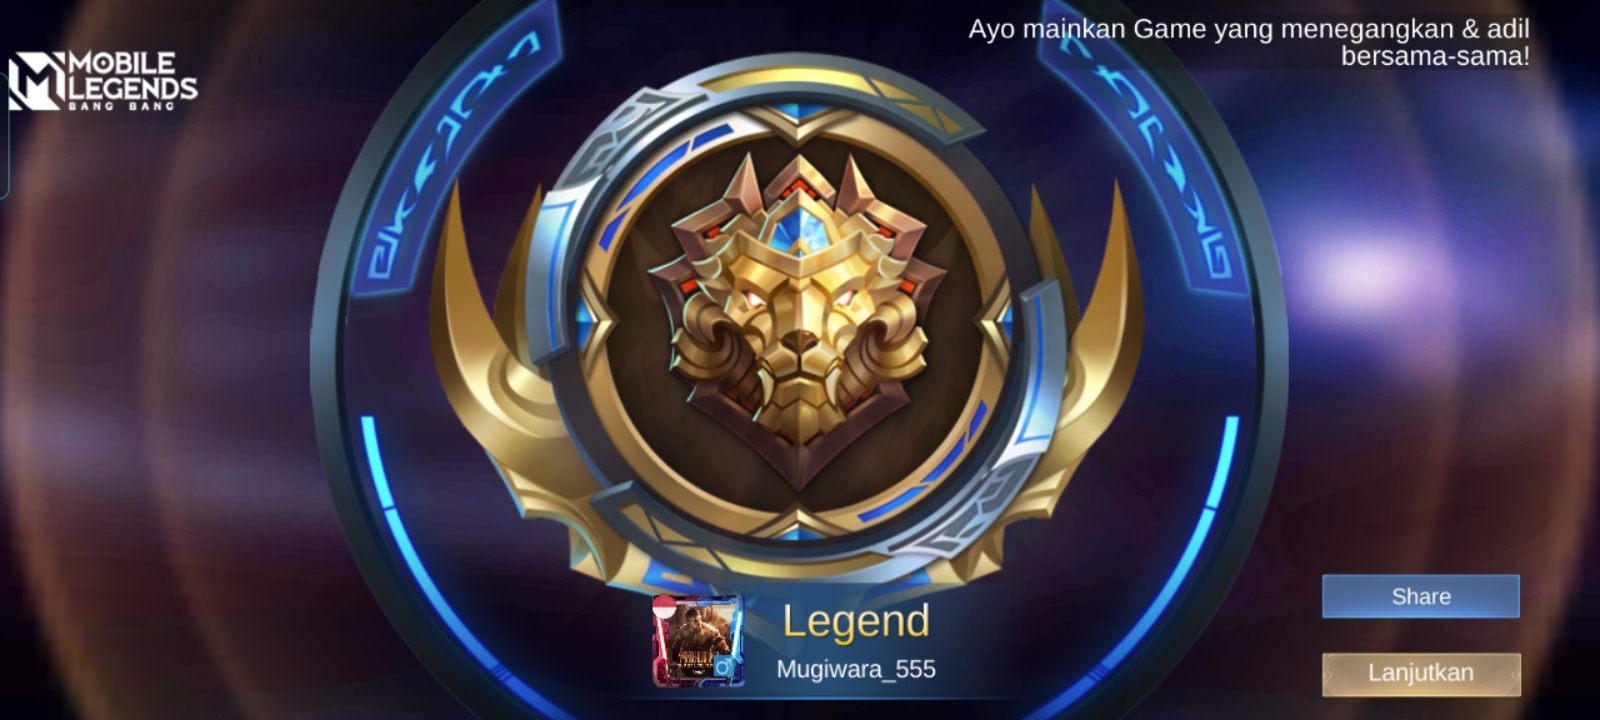 Ayo mainkan Game yang menegangkan & adil
bersama-sama!
MOBILE
LEGENDS
BANG BANG
Legend
Mugiwara_555
Share
Lanjutkan